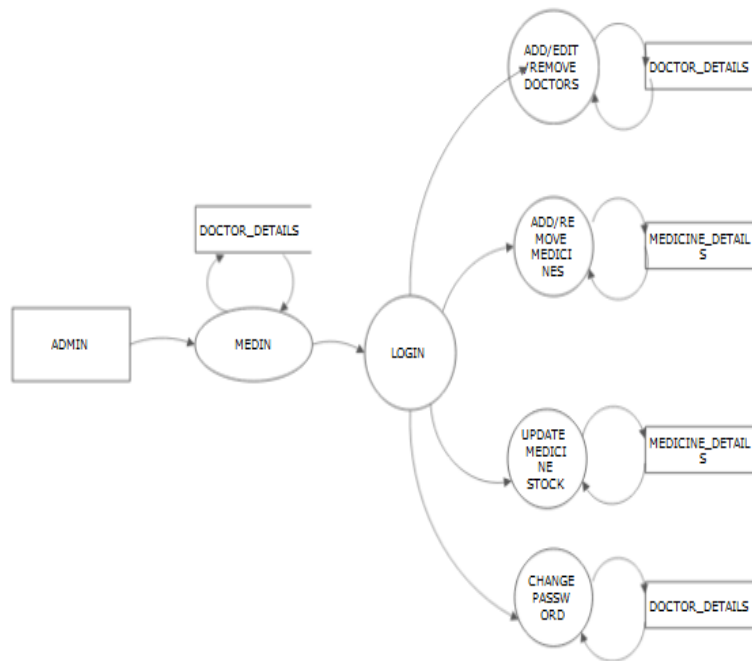 ADD/EDIT
/REMOVE
DOCTORS
DOCTOR_DETAILS
DOCTOR_DETAILS
ADD/RE
MOVE
MEDICI
NES
MEDICINE_DETAIL
S
ADMIN
MEDIN
LOGIN
UPDATE
MEDICI
NE
STOCK
MEDICINE_DETAIL
S
CHANGE
PASSW
ORD
DOCTOR_DETAILS